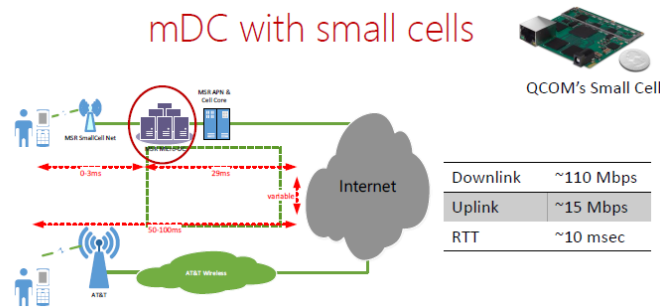 mDC with small cells
QCOM's Small Cell
MSR APN &
Cell Core
MSR SmallCell Net
0-3ms
29ms
variable
50-100ms
Internet
AT&T Wireless
AT&T
Downlink ~110 Mbps
Uplink ~15 Mbps
RTT ~10 msec